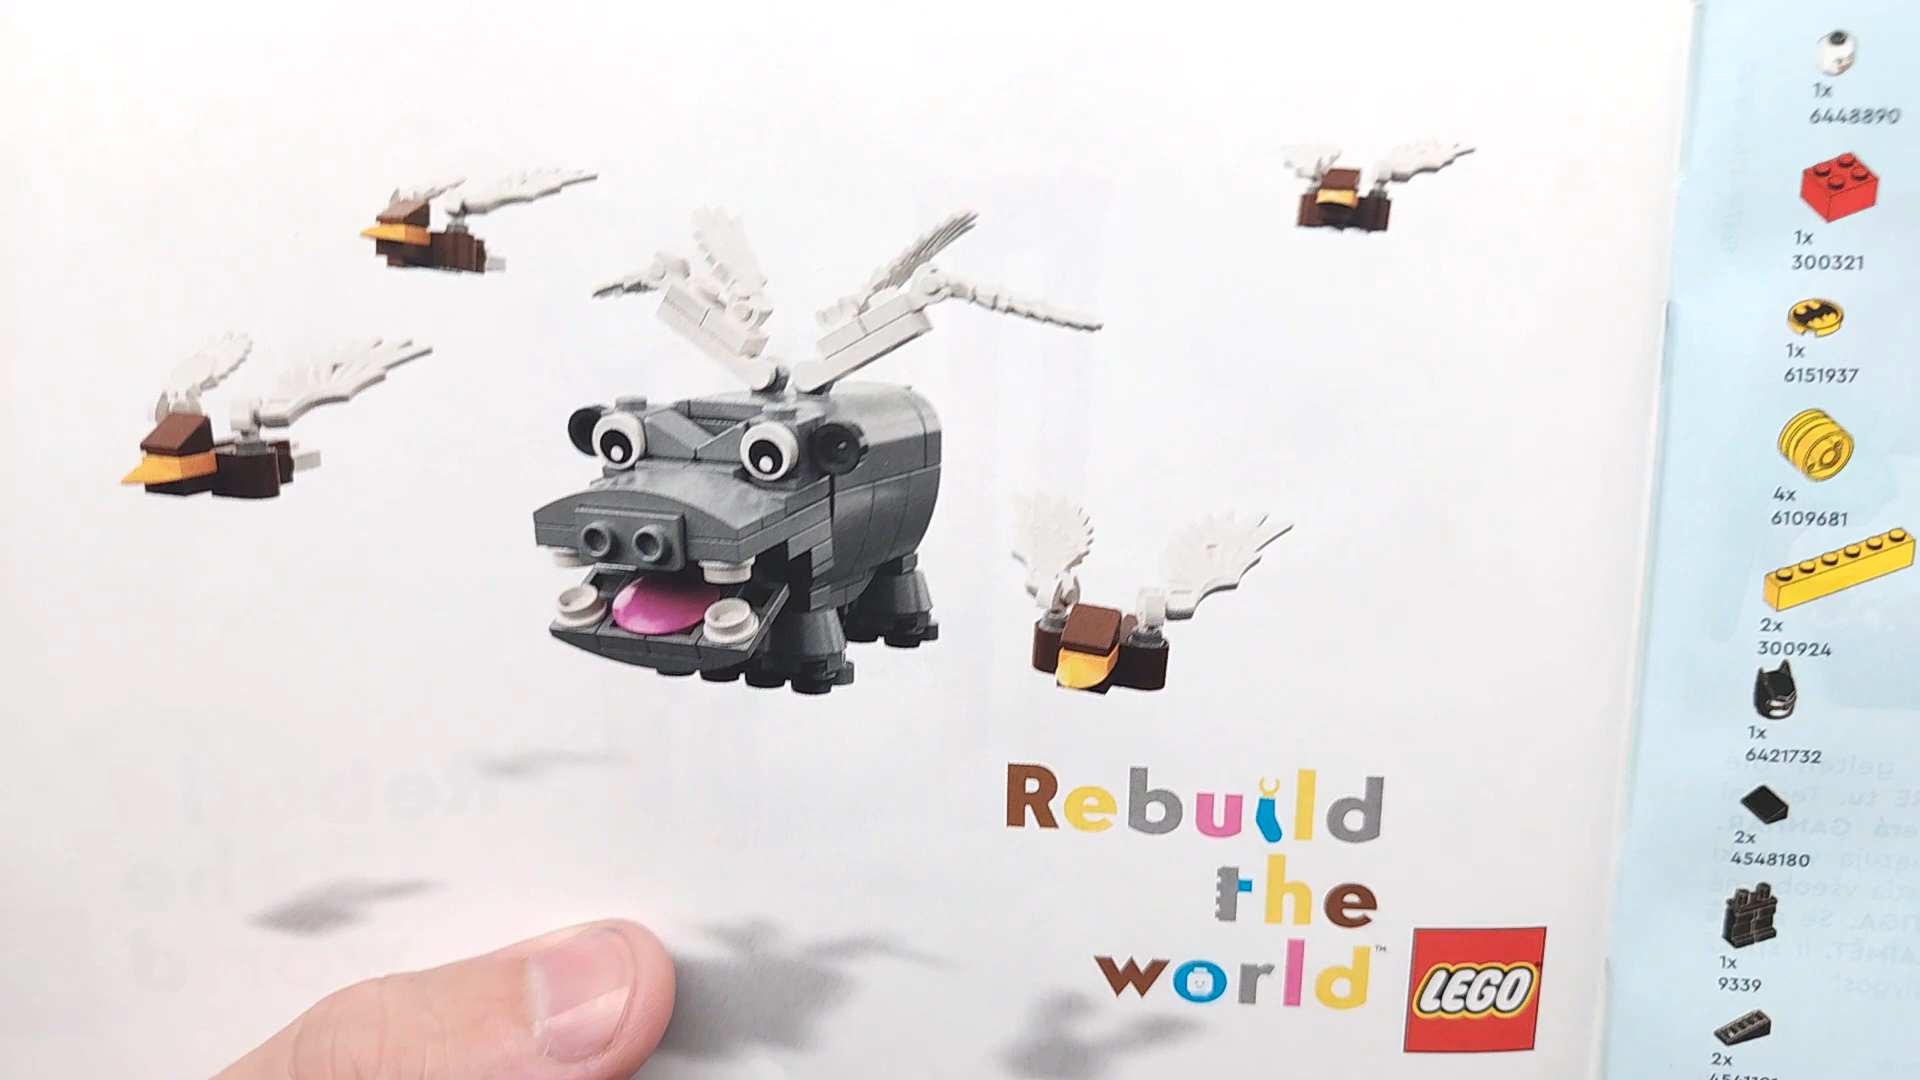 Rebuild
the
world™
LEGO
1x
6448890
1x
300321
1x
6151937
4x
6109681
2x
300924
1x
6421732
2x
4548180
1x
9339
2x